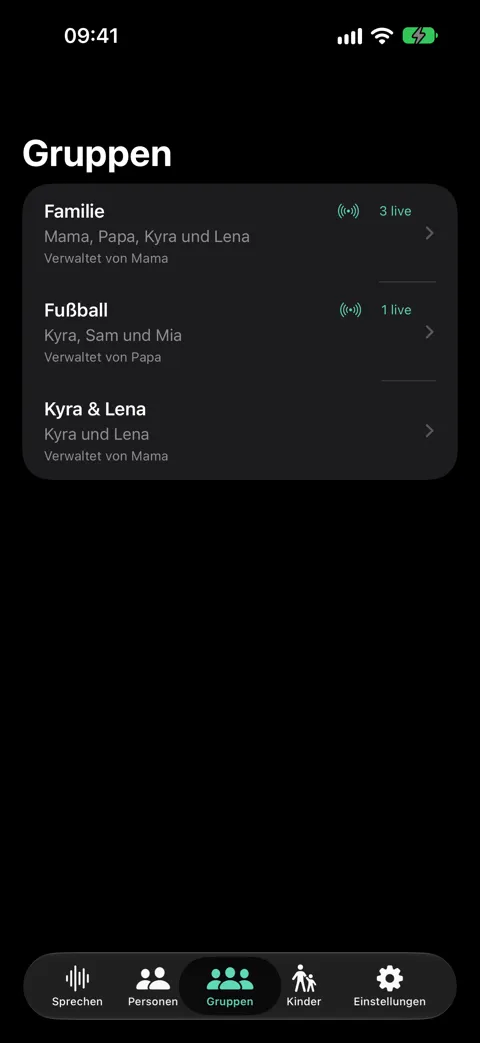 09:41
Gruppen
Familie
3 live
Mama, Papa, Kyra und Lena
Verwaltet von Mama
Fußball
1 live
Kyra, Sam und Mia
Verwaltet von Papa
Kyra & Lena
Kyra und Lena
Verwaltet von Mama
Sprechen
Personen
Gruppen
Kinder
Einstellungen